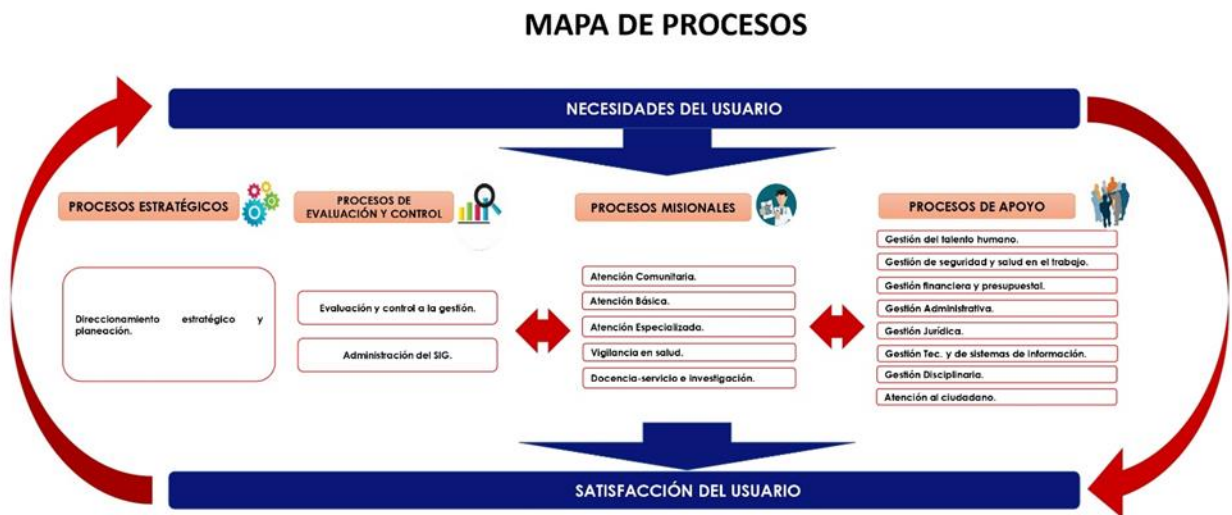 MAPA DE PROCESOS
NECESIDADES DEL USUARIO
PROCESOS ESTRATÉGICOS
Direccionamiento estratégico y
planeación.
PROCESOS DE
EVALUACIÓN Y CONTROL
Evaluación y control a la gestión.
Administración del SIG.
PROCESOS MISIONALES
Atención Comunitaria.
Atención Básica.
Atención Especializada.
Vigilancia en salud.
Docencia-servicio e investigación.
PROCESOS DE APOYO
Gestión del talento humano.
Gestión de seguridad y salud en el trabajo.
Gestión financiera y presupuestal.
Gestión Administrativa.
Gestión Jurídica.
Gestión Tec. y de sistemas de información.
Gestión Disciplinaria.
Atención al ciudadano.
SATISFACCIÓN DEL USUARIO